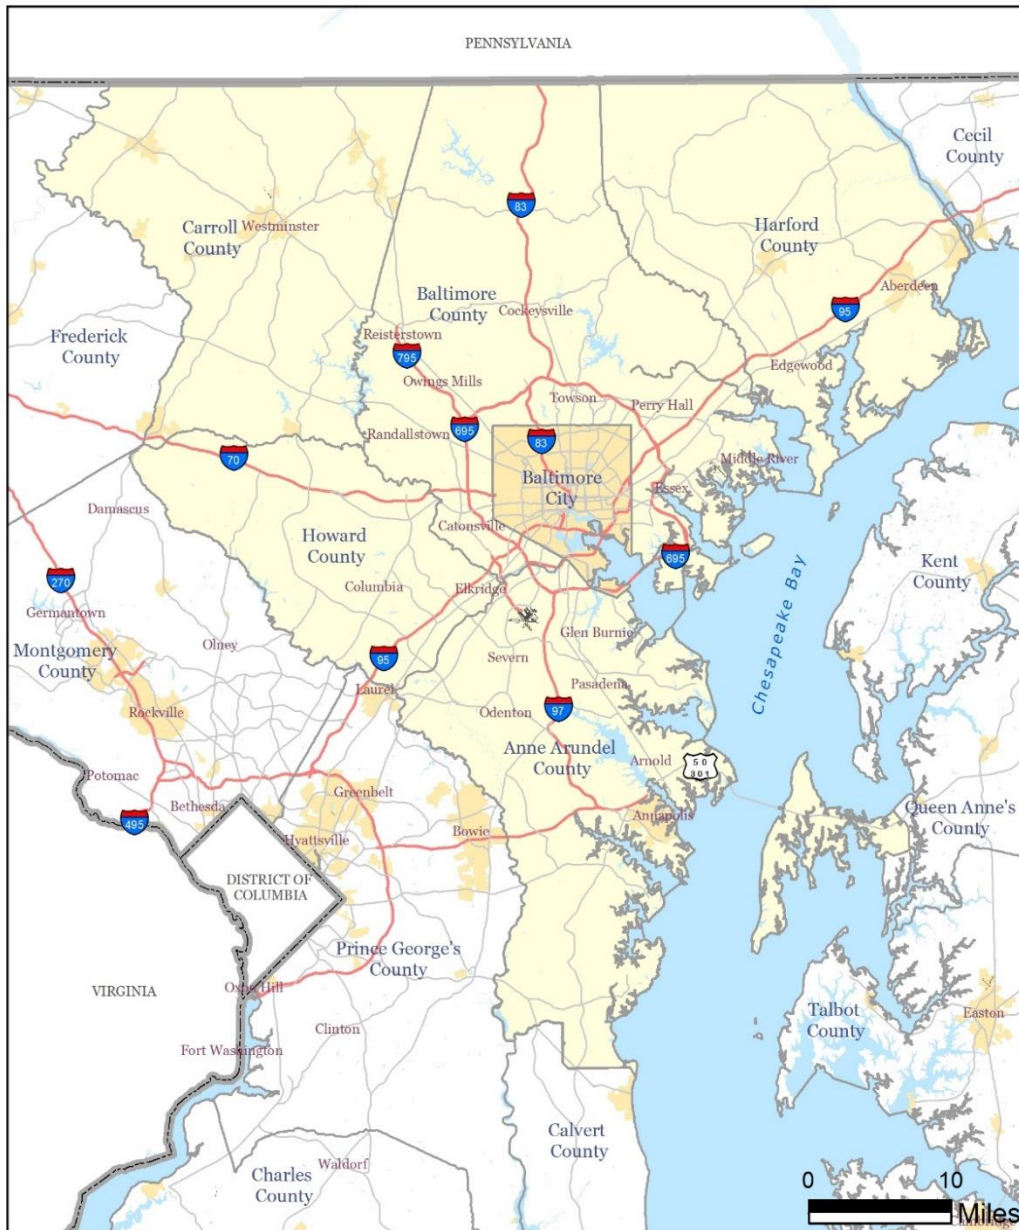 PENNSYLVANIA
Cecil
County
83
Harford
County
Carroll
County
Westminster
Aberdeen
Baltimore
County
Cockeysville
95
Frederick
County
Reisterstown
795
Edgewood
Owings Mills
Towson
Perry Hall
Randallstown
695
83
70
Middle River
Baltimore
City
Essex
Damascus
Catonsville
Howard
County
695
Kent
County
270
Columbia
Elkridge
Germantown
Chesapeake Bay
Glen Burnie
Olney
Montgomery
County
95
Severn
Laurel
Pasadena
Rockville
Odenton
97
Anne Arundel
County
Arnold
50
301
Potomac
Greenbelt
Bethesda
495
Annapolis
Queen Anne's
County
Bowie
Hyattsville
DISTRICT OF
COLUMBIA
Prince George's
County
VIRGINIA
Oxon Hill
Talbot
County
Easton
Clinton
Fort Washington
Calvert
County
Waldorf
Charles
County
0 10
Miles